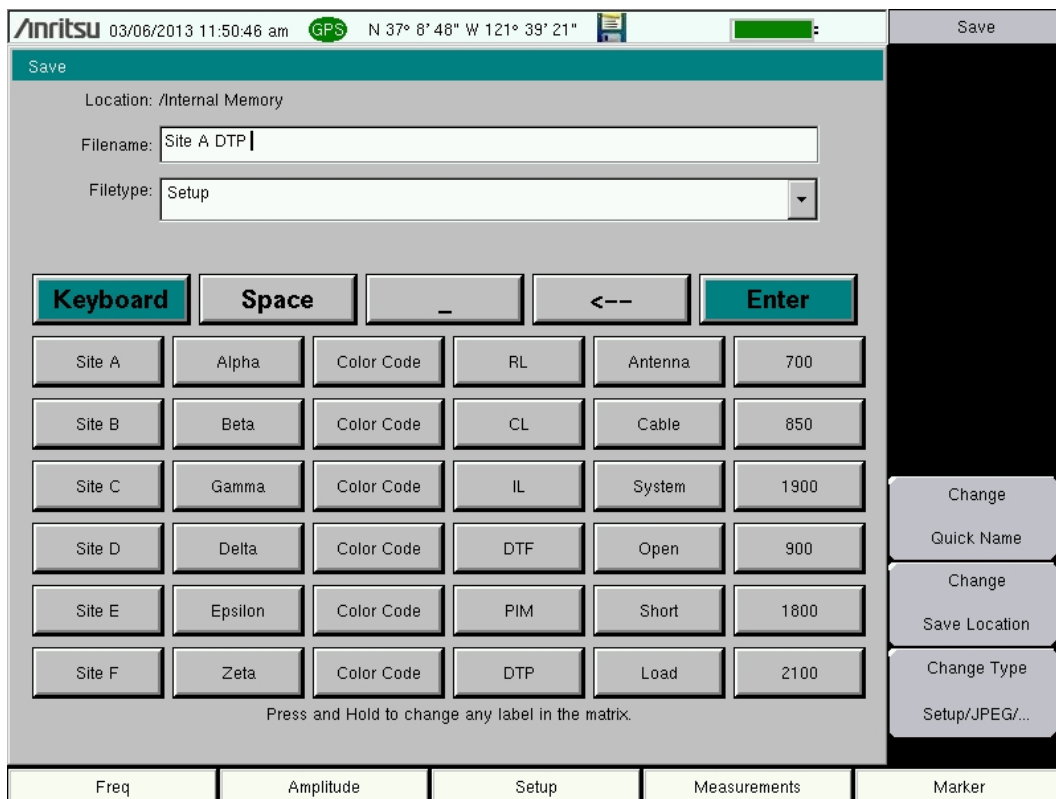 /Inritsu 03/06/2013 11:50:46 am GPS N 37° 8' 48" W 121° 39' 21"
Save
Save
Location: /Internal Memory
Filename: Site A DTP
Filetype: Setup
Keyboard Space _ <-- Enter
Site A Alpha Color Code RL Antenna 700
Site B Beta Color Code CL Cable 850
Site C Gamma Color Code IL System 1900
Site D Delta Color Code DTF Open 900
Site E Epsilon Color Code PIM Short 1800
Site F Zeta Color Code DTP Load 2100
Press and Hold to change any label in the matrix.
Change
Quick Name
Change
Save Location
Change Type
Setup/JPEG/...
Freq Amplitude Setup Measurements Marker